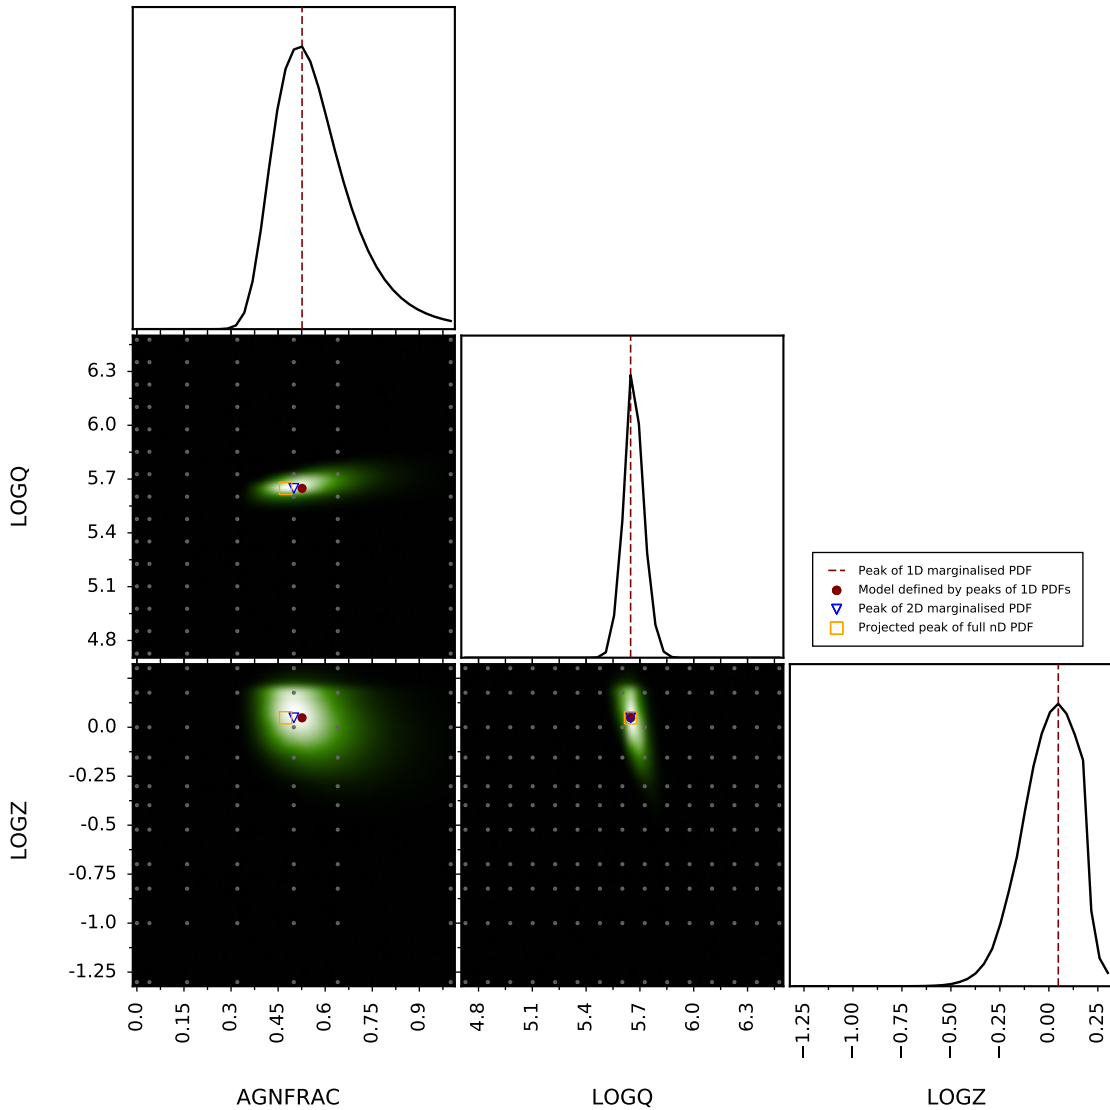 6.3
6.0
5.7
5.4
5.1
4.8
LOGQ
Peak of 1D marginalised PDF
Model defined by peaks of 1D PDFs
Peak of 2D marginalised PDF
Projected peak of full nD PDF
0.0
-0.25
-0.5
-0.75
-1.0
-1.25
LOGZ
0.0 0.15 0.3 0.45 0.6 0.75 0.9
4.8 5.1 5.4 5.7 6.0 6.3
−1.25 −1.00 −0.75 −0.50 −0.25 0.00 0.25
AGNFRAC
LOGQ
LOGZ